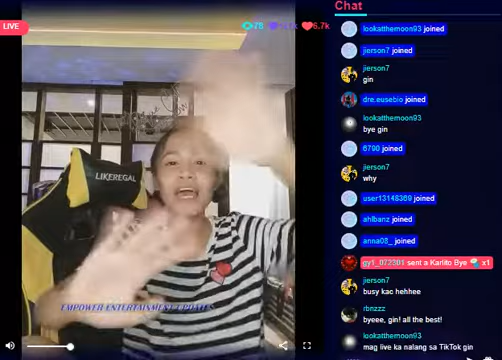 Chat
LIVE
78
6.7k
lookatthemoon93 joined
jierson7 joined
jierson7
gin
dre.eusebio joined
lookatthemoon93
bye gin
6790 joined
jierson7
why
user13148369 joined
ahlbanz joined
anna08_ joined
gy1_072301 sent a Karlito Bye x1
jierson7
busy kac hehhee
rbnzzz
byeee, gin! all the best!
lookatthemoon93
mag live ka nalang sa TikTok gin
LIKEREGAL
EMPOWER ENTERTAINMENT UPDATES